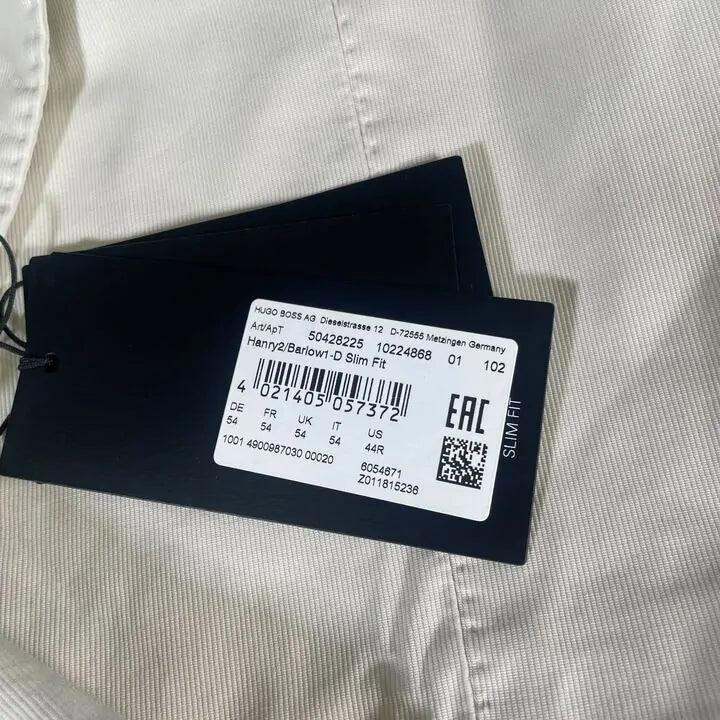 HUGO BOSS AG Dieselstrasse 12 D-72555 Metzingen Germany
Art/ApT 50428225 10224868 01 102
Hanry2/Barlow1-D Slim Fit
4 021405 057372
EAC
DE FR UK IT US
54 54 54 54 44R
1001 4900987030 00020 6054671
Z011815236
SLIM FIT